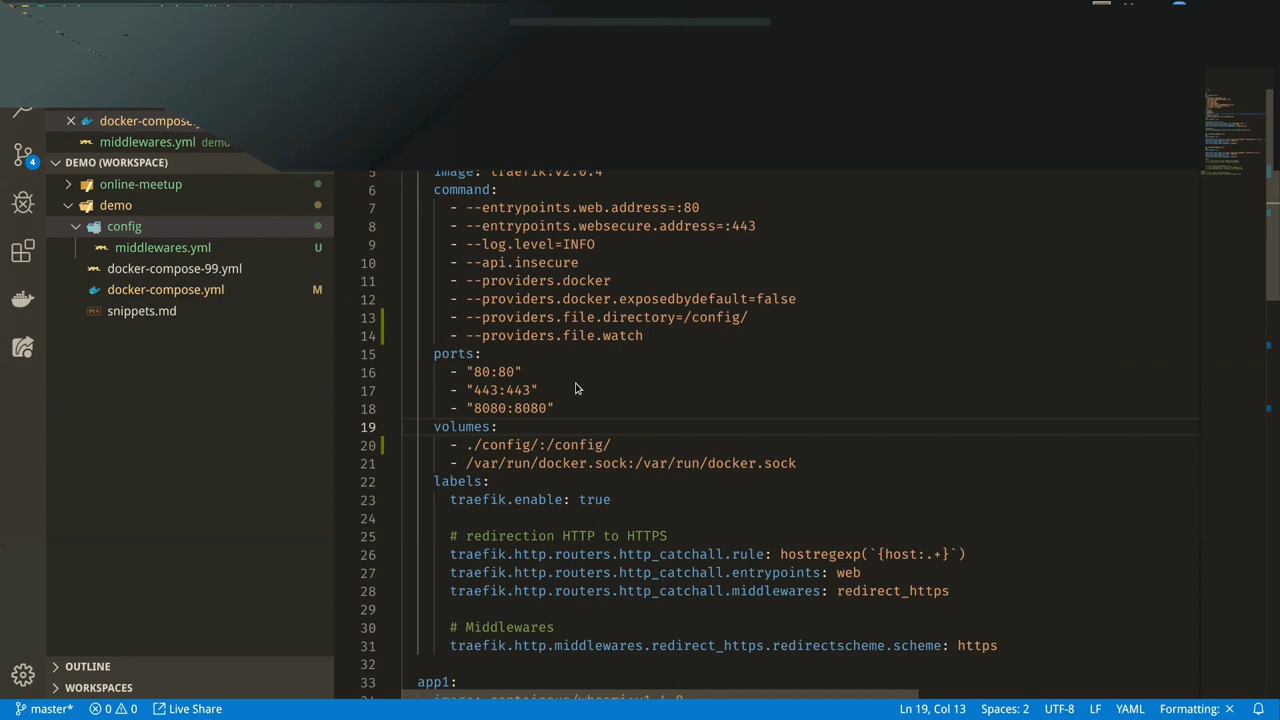 docker-compose.
middlewares.yml demo
4
DEMO (WORKSPACE)
online-meetup
demo
config
middlewares.yml U
docker-compose-99.yml
docker-compose.yml M
snippets.md
OUTLINE
WORKSPACES
5 image: traefik:v2.0.4
6 command:
7 - --entrypoints.web.address=:80
8 - --entrypoints.websecure.address=:443
9 - --log.level=INFO
10 - --api.insecure
11 - --providers.docker
12 - --providers.docker.exposedbydefault=false
13 - --providers.file.directory=/config/
14 - --providers.file.watch
15 ports:
16 - "80:80"
17 - "443:443"
18 - "8080:8080"
19 volumes:
20 - ./config/:/config/
21 - /var/run/docker.sock:/var/run/docker.sock
22 labels:
23 traefik.enable: true
24
25 # redirection HTTP to HTTPS
26 traefik.http.routers.http_catchall.rule: hostregexp(`{host:.+}`)
27 traefik.http.routers.http_catchall.entrypoints: web
28 traefik.http.routers.http_catchall.middlewares: redirect_https
29
30 # Middlewares
31 traefik.http.middlewares.redirect_https.redirectscheme.scheme: https
32
33 app1:
master* 0 0 Live Share Ln 19, Col 13 Spaces: 2 UTF-8 LF YAML Formatting: ×